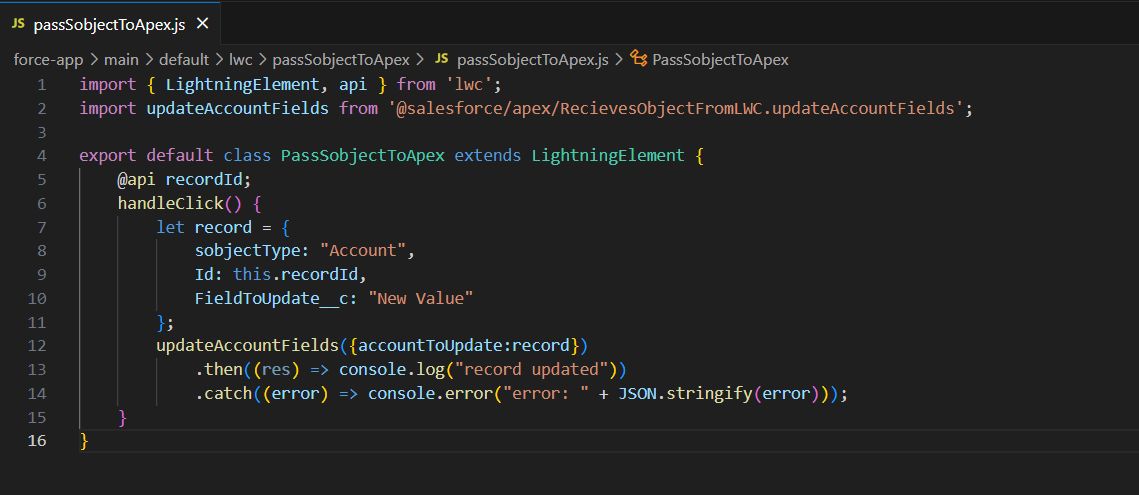 JS passSobjectToApex.js ×
force-app > main > default > lwc > passSobjectToApex > JS passSobjectToApex.js > PassSobjectToApex
1 import { LightningElement, api } from 'lwc';
2 import updateAccountFields from '@salesforce/apex/RecievesObjectFromLWC.updateAccountFields';
3
4 export default class PassSobjectToApex extends LightningElement {
5     @api recordId;
6     handleClick() {
7         let record = {
8             sobjectType: "Account",
9             Id: this.recordId,
10             FieldToUpdate__c: "New Value"
11         };
12         updateAccountFields({accountToUpdate:record})
13             .then((res) => console.log("record updated"))
14             .catch((error) => console.error("error: " + JSON.stringify(error)));
15     }
16 }